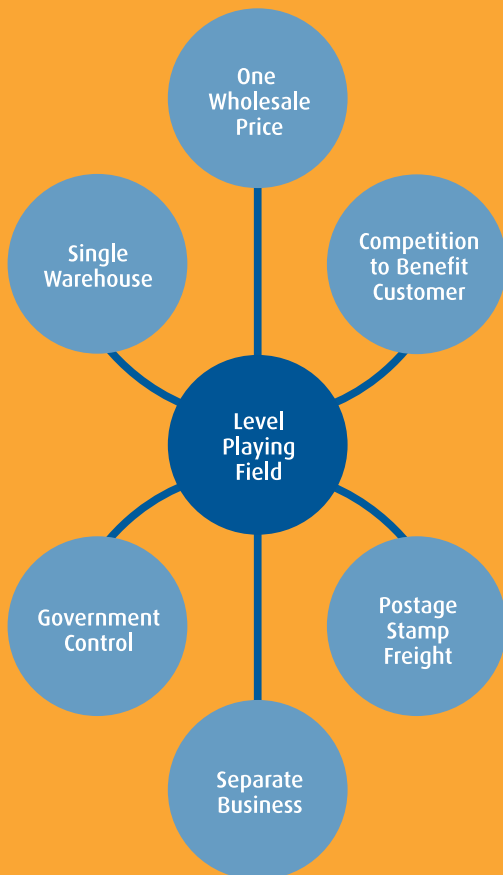 One
Wholesale
Price
Single
Warehouse
Competition
to Benefit
Customer
Level
Playing
Field
Government
Control
Postage
Stamp
Freight
Separate
Business